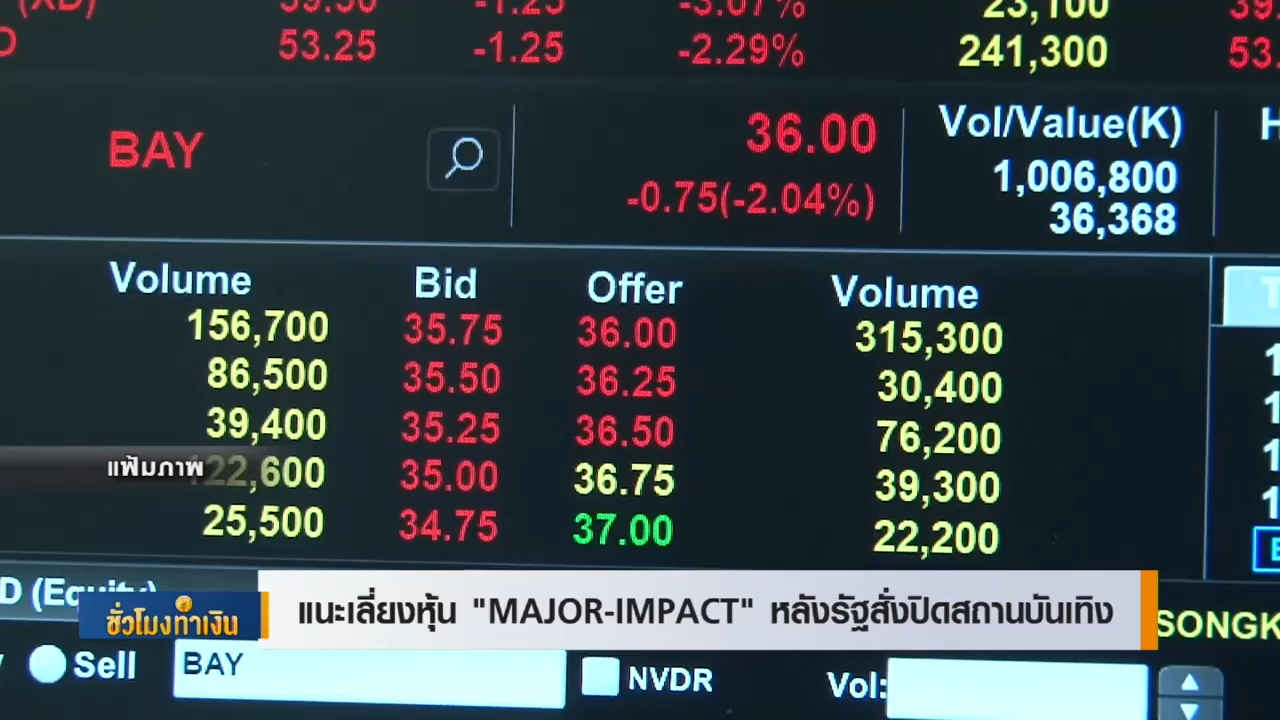 53.25 -1.25 -2.29% 241,300
BAY 36.00 Vol/Value(K)
-0.75(-2.04%) 1,006,800
36,368
Volume Bid Offer Volume
156,700 35.75 36.00 315,300
86,500 35.50 36.25 30,400
39,400 35.25 36.50 76,200
แฟ้มภาพ
122,600 35.00 36.75 39,300
25,500 34.75 37.00 22,200
ชั่วโมงทำเงิน
แนะเลี่ยงหุ้น "MAJOR-IMPACT" หลังรัฐสั่งปิดสถานบันเทิง
Sell BAY NVDR Vol: